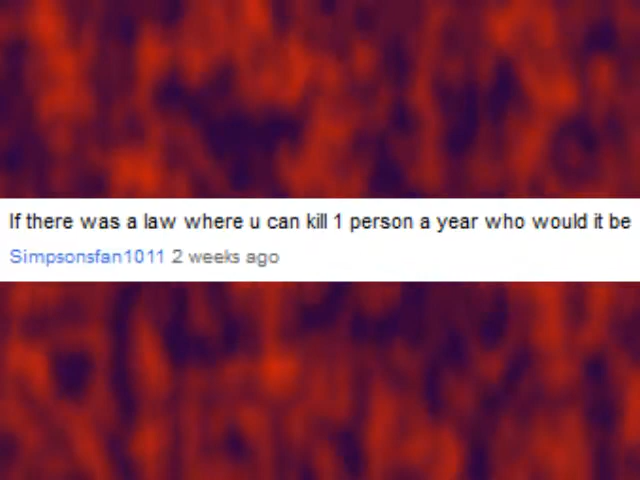 If there was a law where u can kill 1 person a year who would it be
Simpsonsfan1011 2 weeks ago